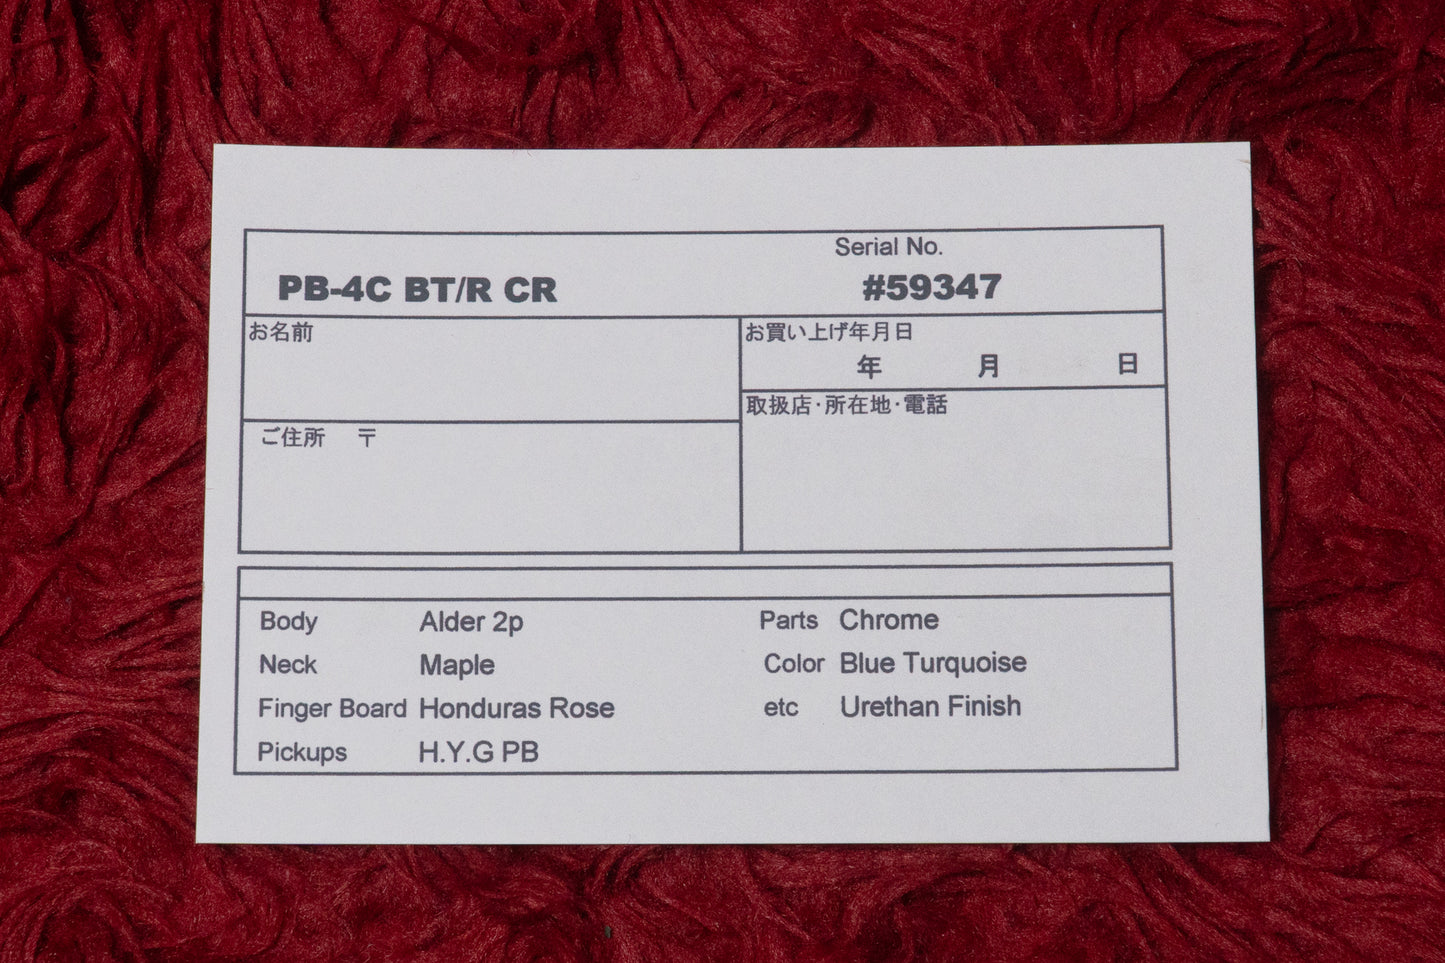 Serial No.
PB-4C BT/R CR #59347
お名前
お買い上げ年月日
年 月 日
取扱店・所在地・電話
ご住所 〒
Body Alder 2p Parts Chrome
Neck Maple Color Blue Turquoise
Finger Board Honduras Rose etc Urethan Finish
Pickups H.Y.G PB